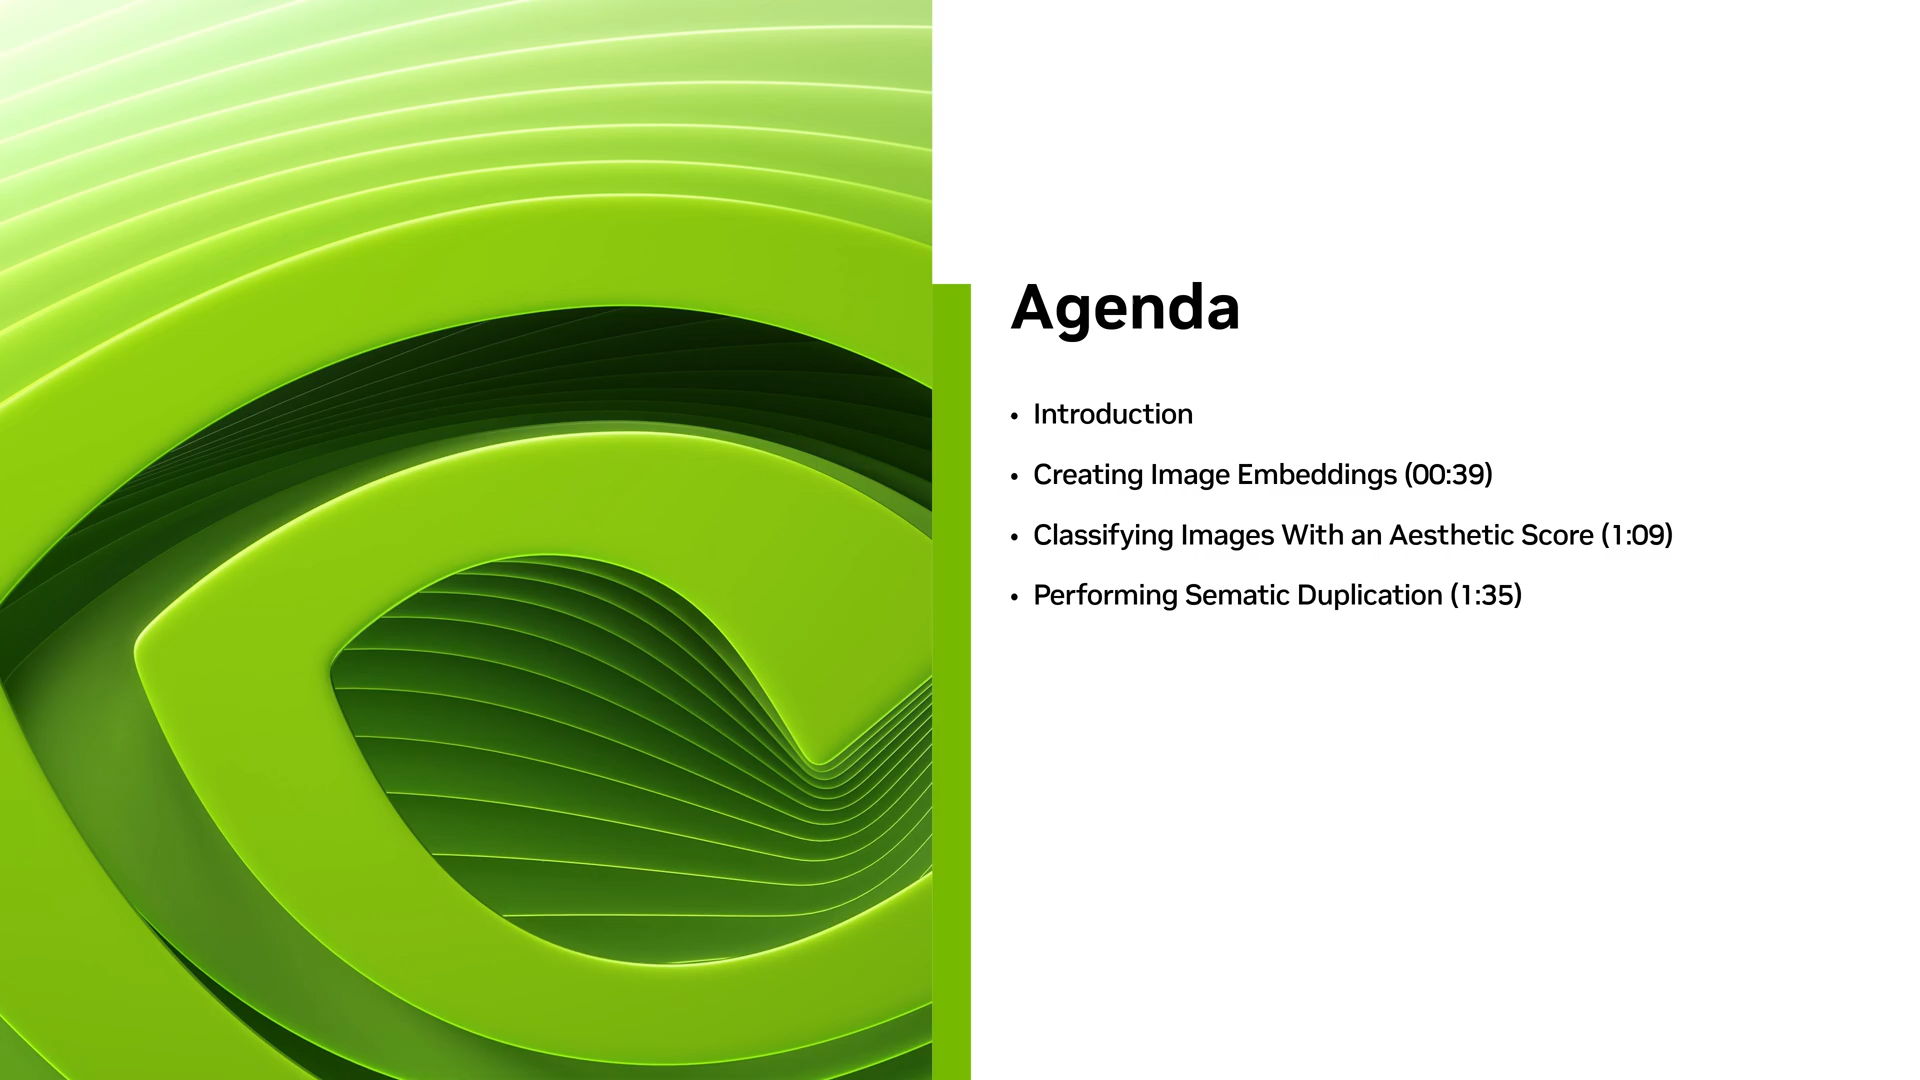 Agenda
• Introduction
• Creating Image Embeddings (00:39)
• Classifying Images With an Aesthetic Score (1:09)
• Performing Sematic Duplication (1:35)